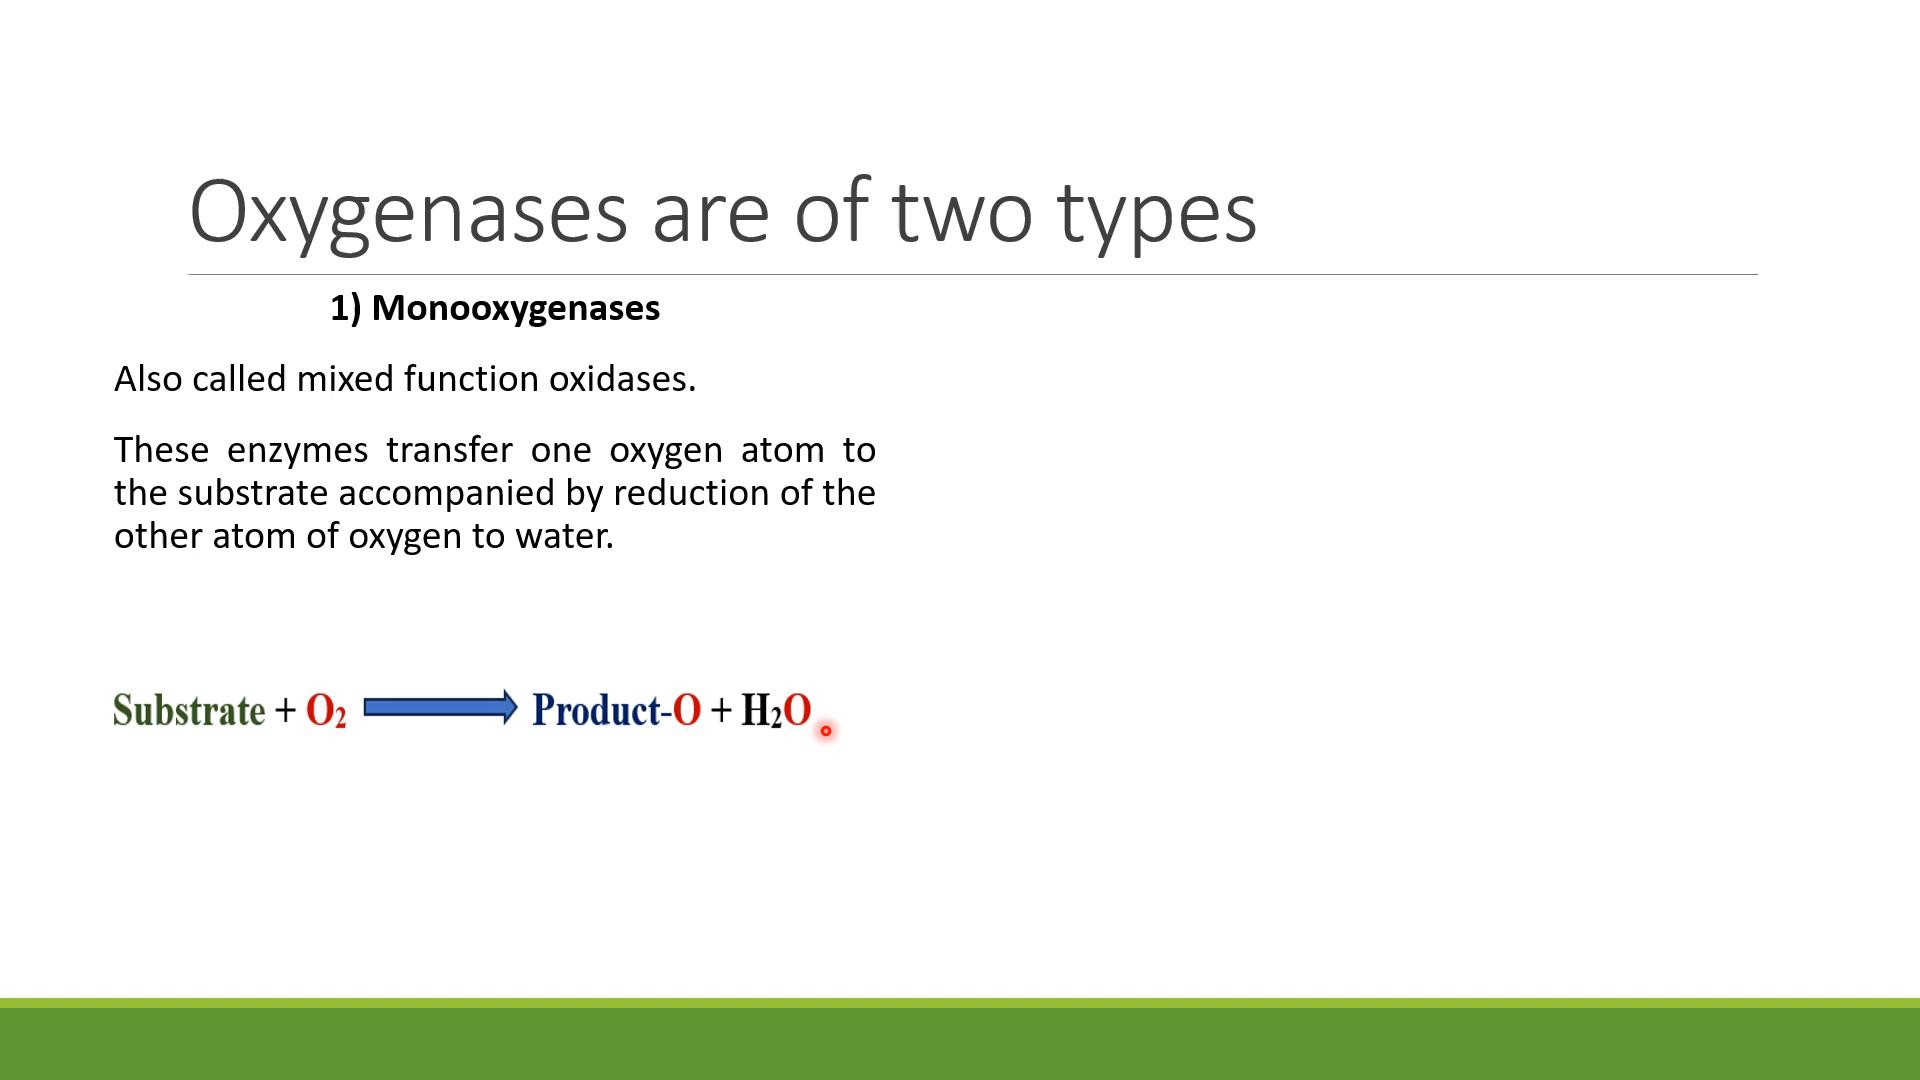 Oxygenases are of two types
1) Monooxygenases
Also called mixed function oxidases.
These enzymes transfer one oxygen atom to
the substrate accompanied by reduction of the
other atom of oxygen to water.
Substrate + O₂ Product-O + H₂O